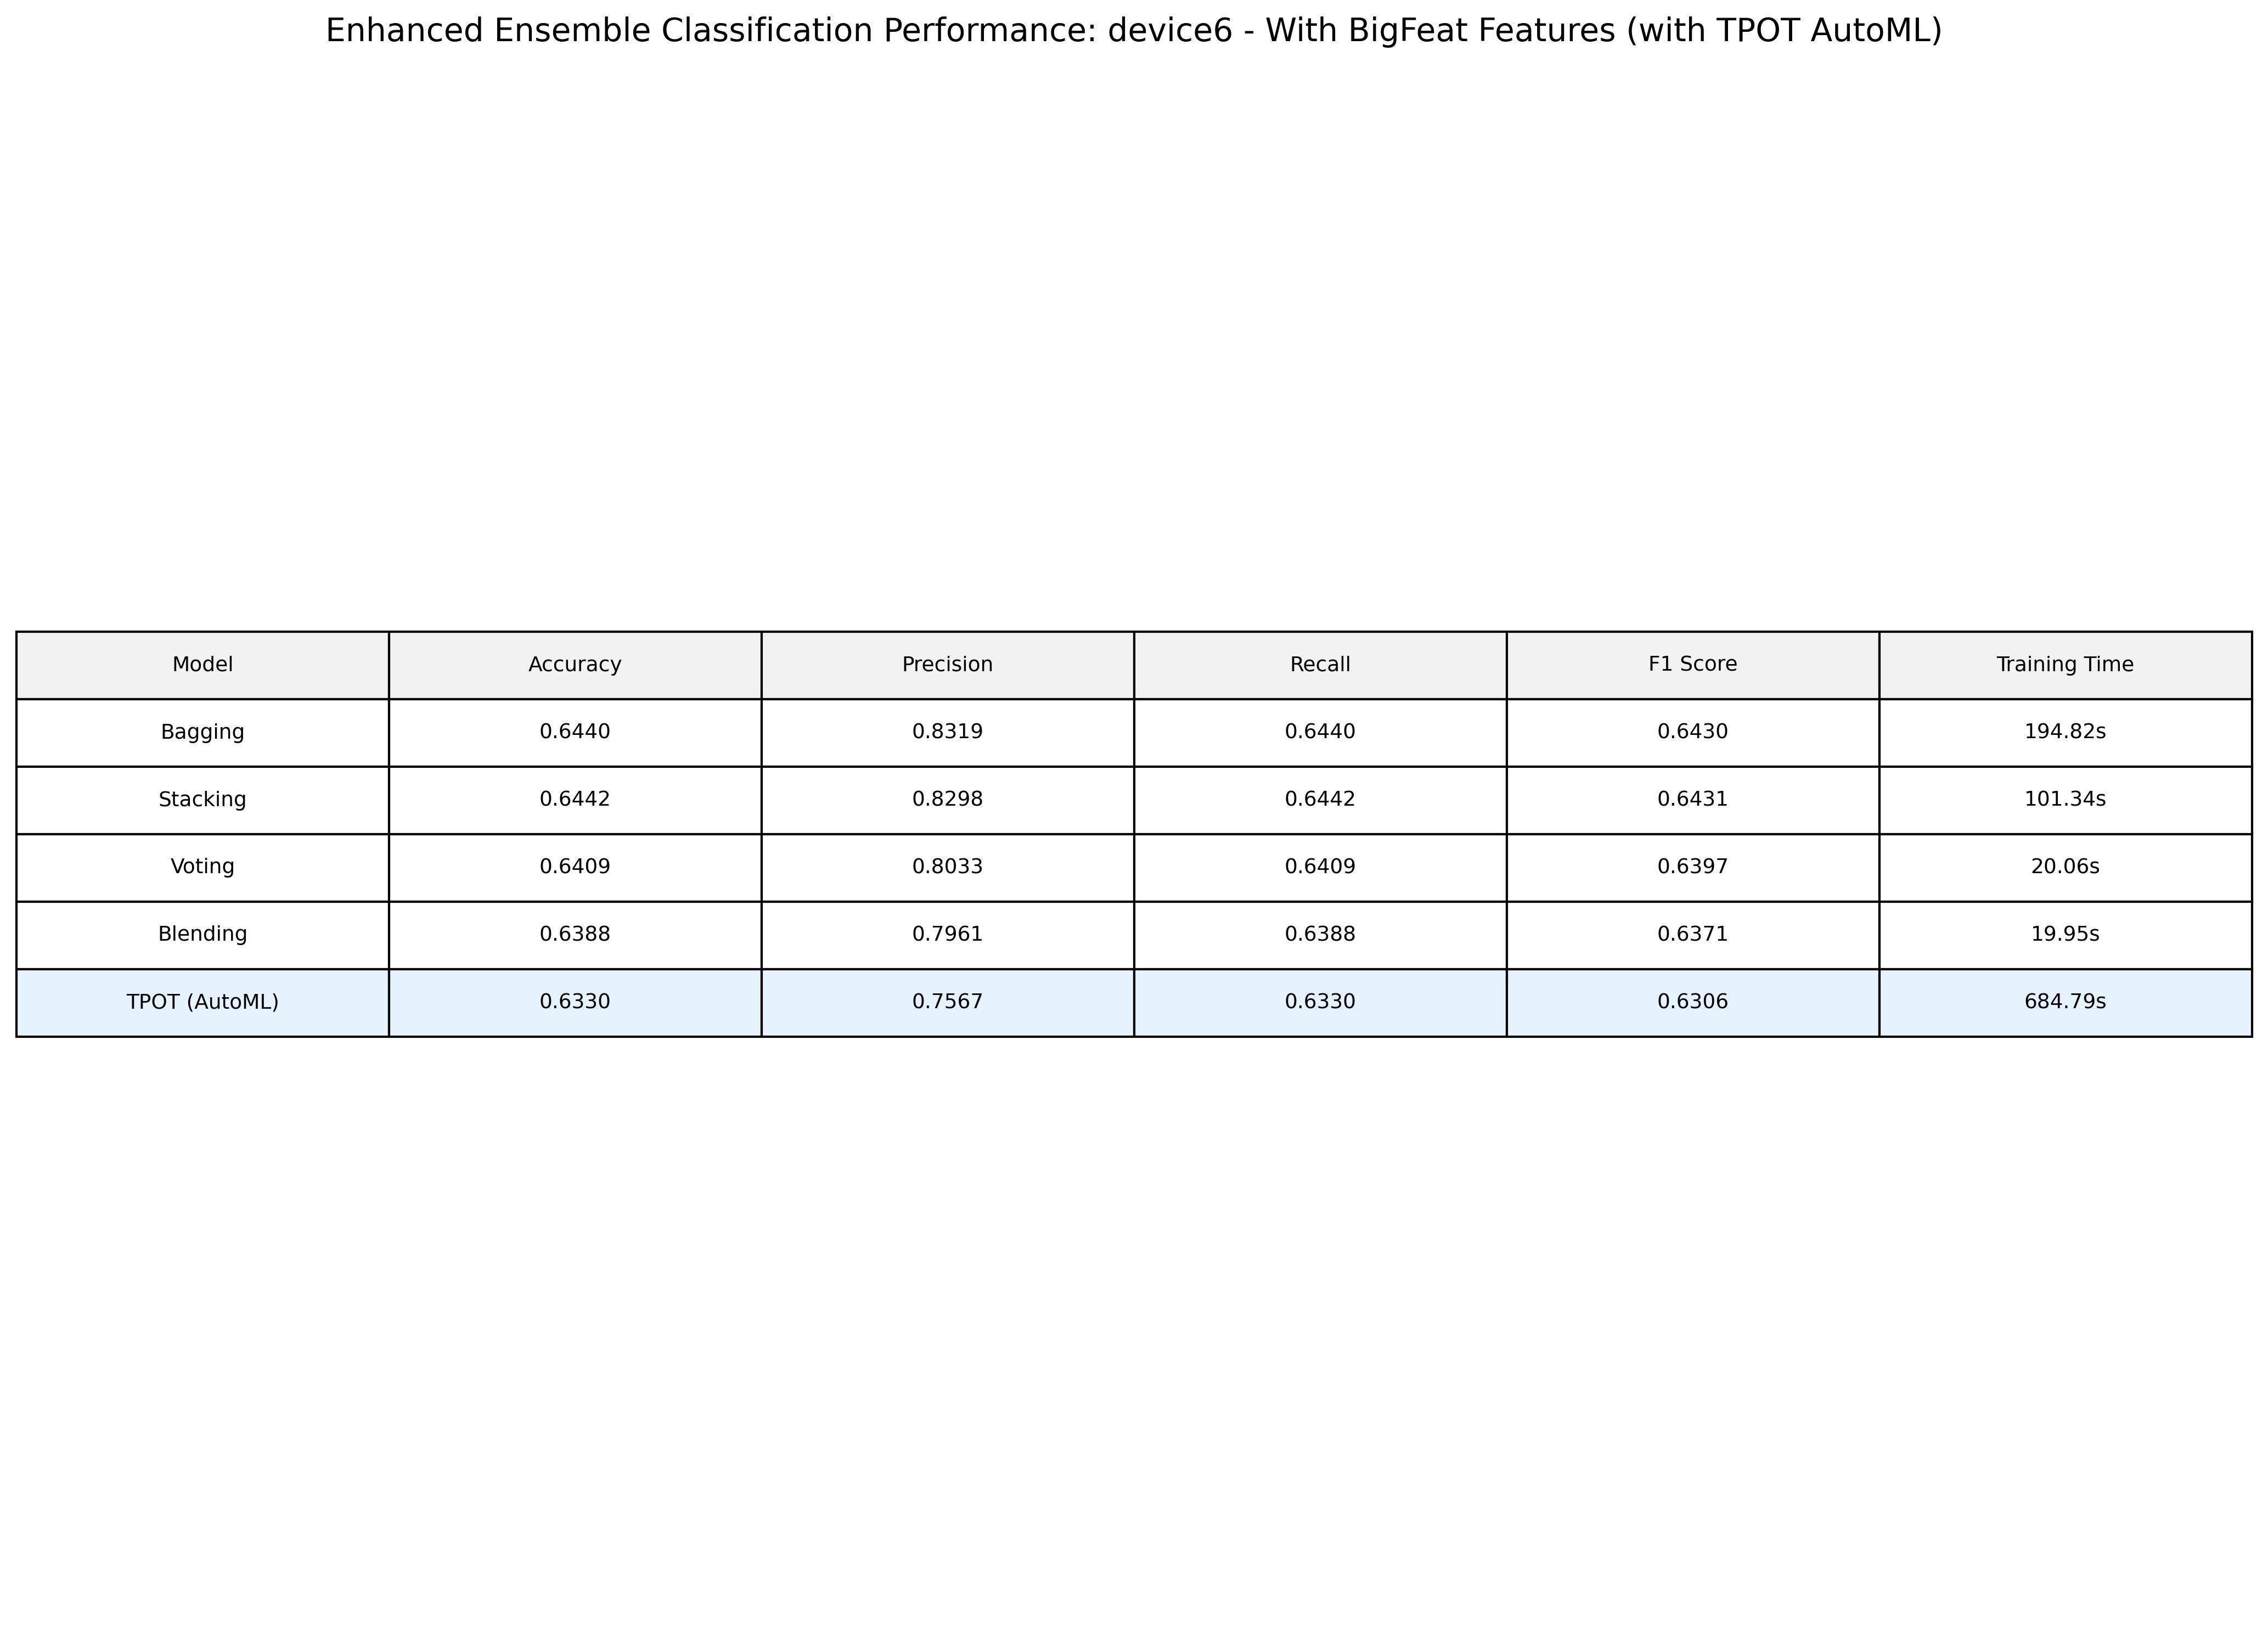 Enhanced Ensemble Classification Performance: device6 - With BigFeat Features (with TPOT AutoML)
Model Accuracy Precision Recall F1 Score Training Time
Bagging 0.6440 0.8319 0.6440 0.6430 194.82s
Stacking 0.6442 0.8298 0.6442 0.6431 101.34s
Voting 0.6409 0.8033 0.6409 0.6397 20.06s
Blending 0.6388 0.7961 0.6388 0.6371 19.95s
TPOT (AutoML) 0.6330 0.7567 0.6330 0.6306 684.79s